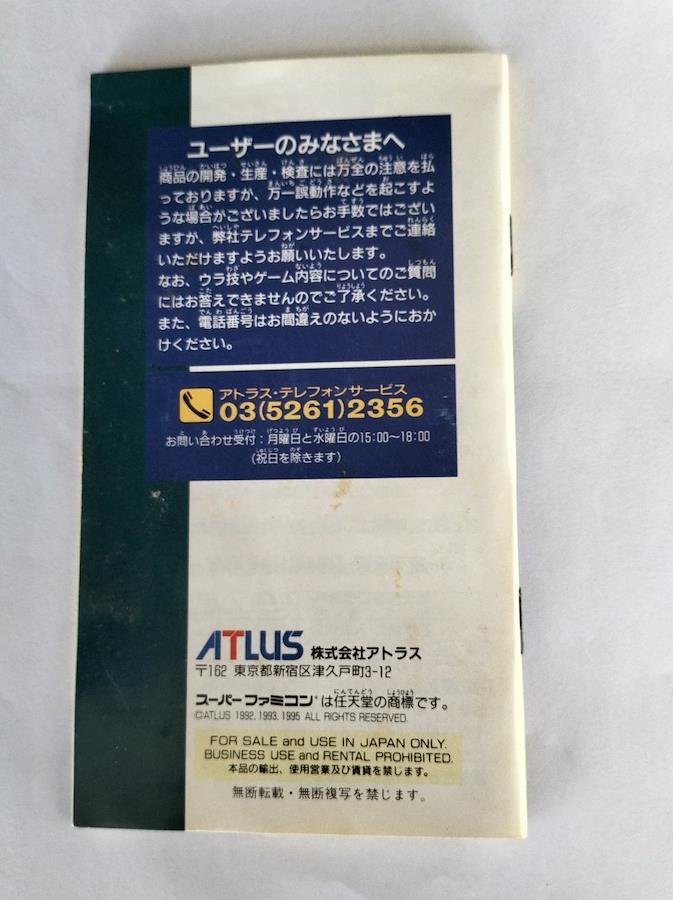 ユーザーのみなさまへ
商品の開発・生産・検査には万全の注意を払
っておりますが、万一誤動作などを起こすよ
うな場合がございましたらお手数ではござい
ますが、弊社テレフォンサービスまでご連絡
いただけますようお願いいたします。
なお、ウラ技やゲーム内容についてのご質問
にはお答えできませんのでご了承ください。
また、電話番号はお間違えのないようにおか
けください。
アトラス・テレフォンサービス
03(5261)2356
お問い合わせ受付：月曜日と水曜日の15:00〜18:00
(祝日を除きます)
ATLUS 株式会社アトラス
〒162 東京都新宿区津久戸町3-12
スーパーファミコン®は任天堂の商標です。
©ATLUS 1992, 1993, 1995 ALL RIGHTS RESERVED.
FOR SALE and USE IN JAPAN ONLY.
BUSINESS USE and RENTAL PROHIBITED.
本品の輸出、使用営業及び賃貸を禁じます。
無断転載・無断複写を禁じます。